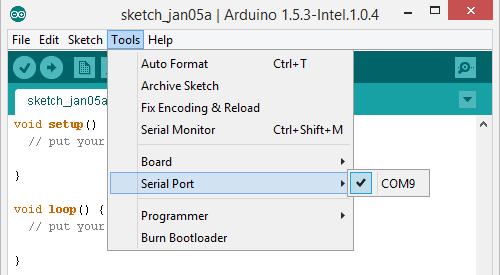 sketch_jan05a | Arduino 1.5.3-Intel.1.0.4
File Edit Sketch Tools Help
Auto Format Ctrl+T
Archive Sketch
Fix Encoding & Reload
Serial Monitor Ctrl+Shift+M
Board
Serial Port
COM9
Programmer
Burn Bootloader
sketch_jan05a
void setup()
// put your
}
void loop() {
// put your
}